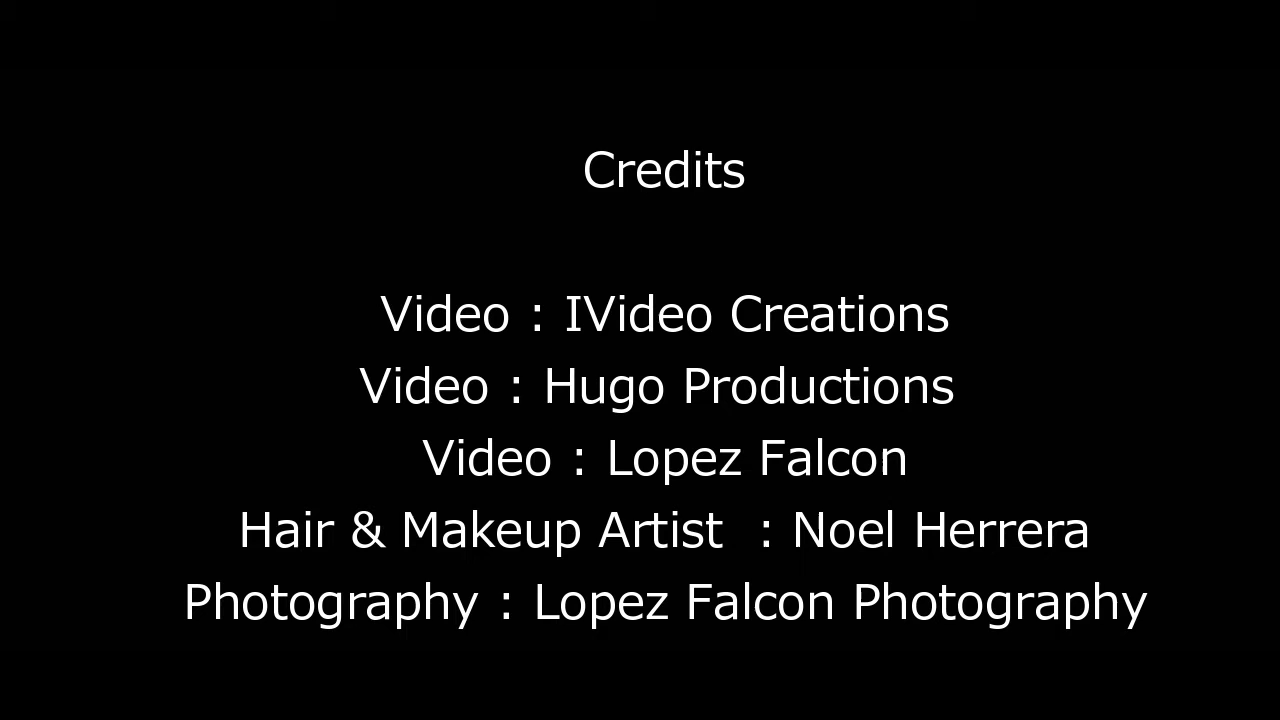 Credits
Video : IVideo Creations
Video : Hugo Productions
Video : Lopez Falcon
Hair & Makeup Artist  : Noel Herrera
Photography : Lopez Falcon Photography